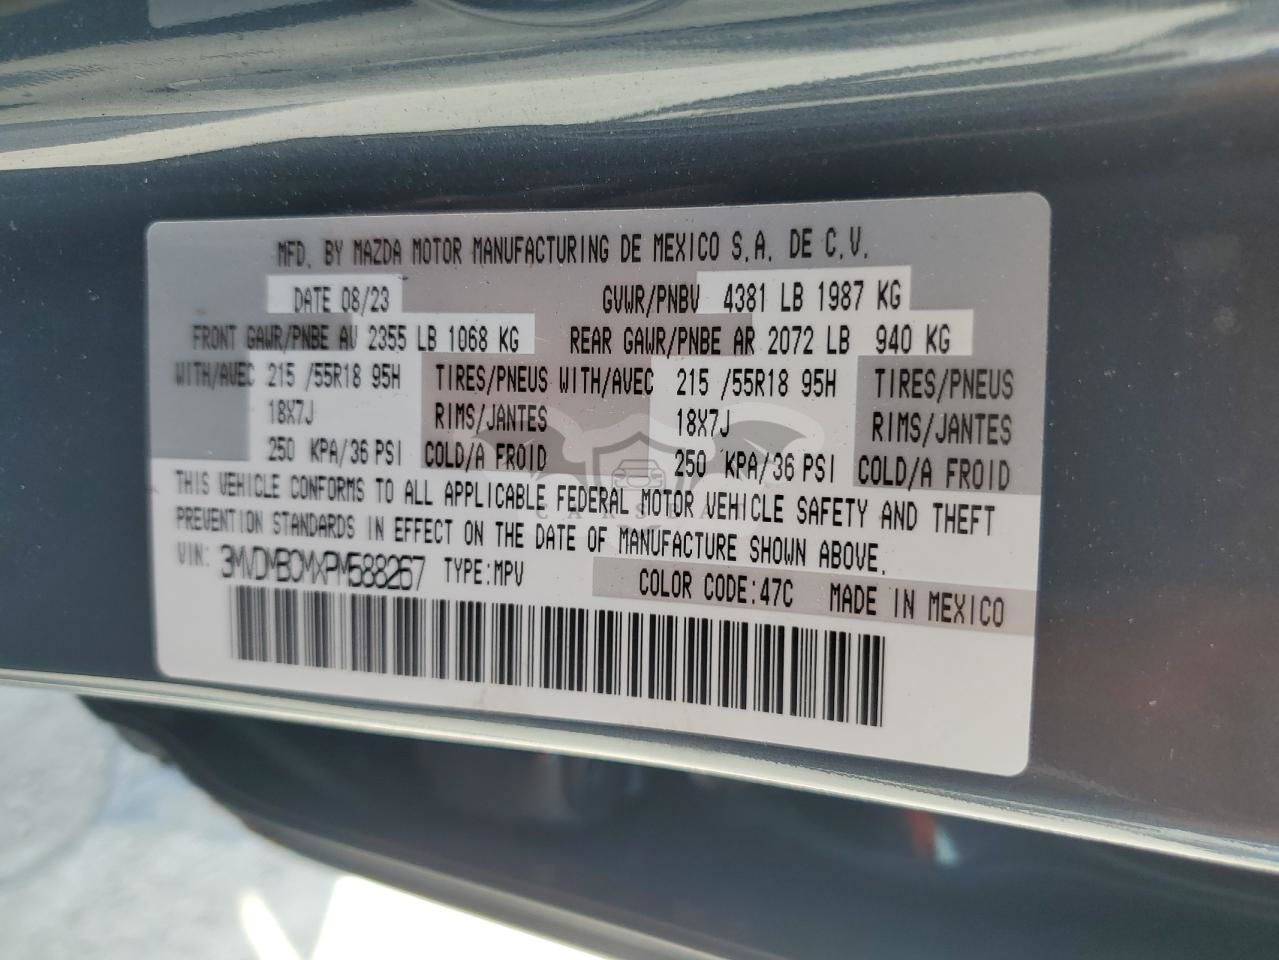 MFD. BY MAZDA MOTOR MANUFACTURING DE MEXICO S.A. DE C.V.
DATE 08/23 GVWR/PNBV 4381 LB 1987 KG
FRONT GAWR/PNBE AV 2355 LB 1068 KG REAR GAWR/PNBE AR 2072 LB 940 KG
WITH/AVEC 215 /55R18 95H TIRES/PNEUS WITH/AVEC 215 /55R18 95H TIRES/PNEUS
18X7J RIMS/JANTES 18X7J RIMS/JANTES
250 KPA/36 PSI COLD/A FROID 250 KPA/36 PSI COLD/A FROID
THIS VEHICLE CONFORMS TO ALL APPLICABLE FEDERAL MOTOR VEHICLE SAFETY AND THEFT
PREVENTION STANDARDS IN EFFECT ON THE DATE OF MANUFACTURE SHOWN ABOVE.
VIN: 3MVDMBCMXPM588267 TYPE:MPV COLOR CODE:47C MADE IN MEXICO